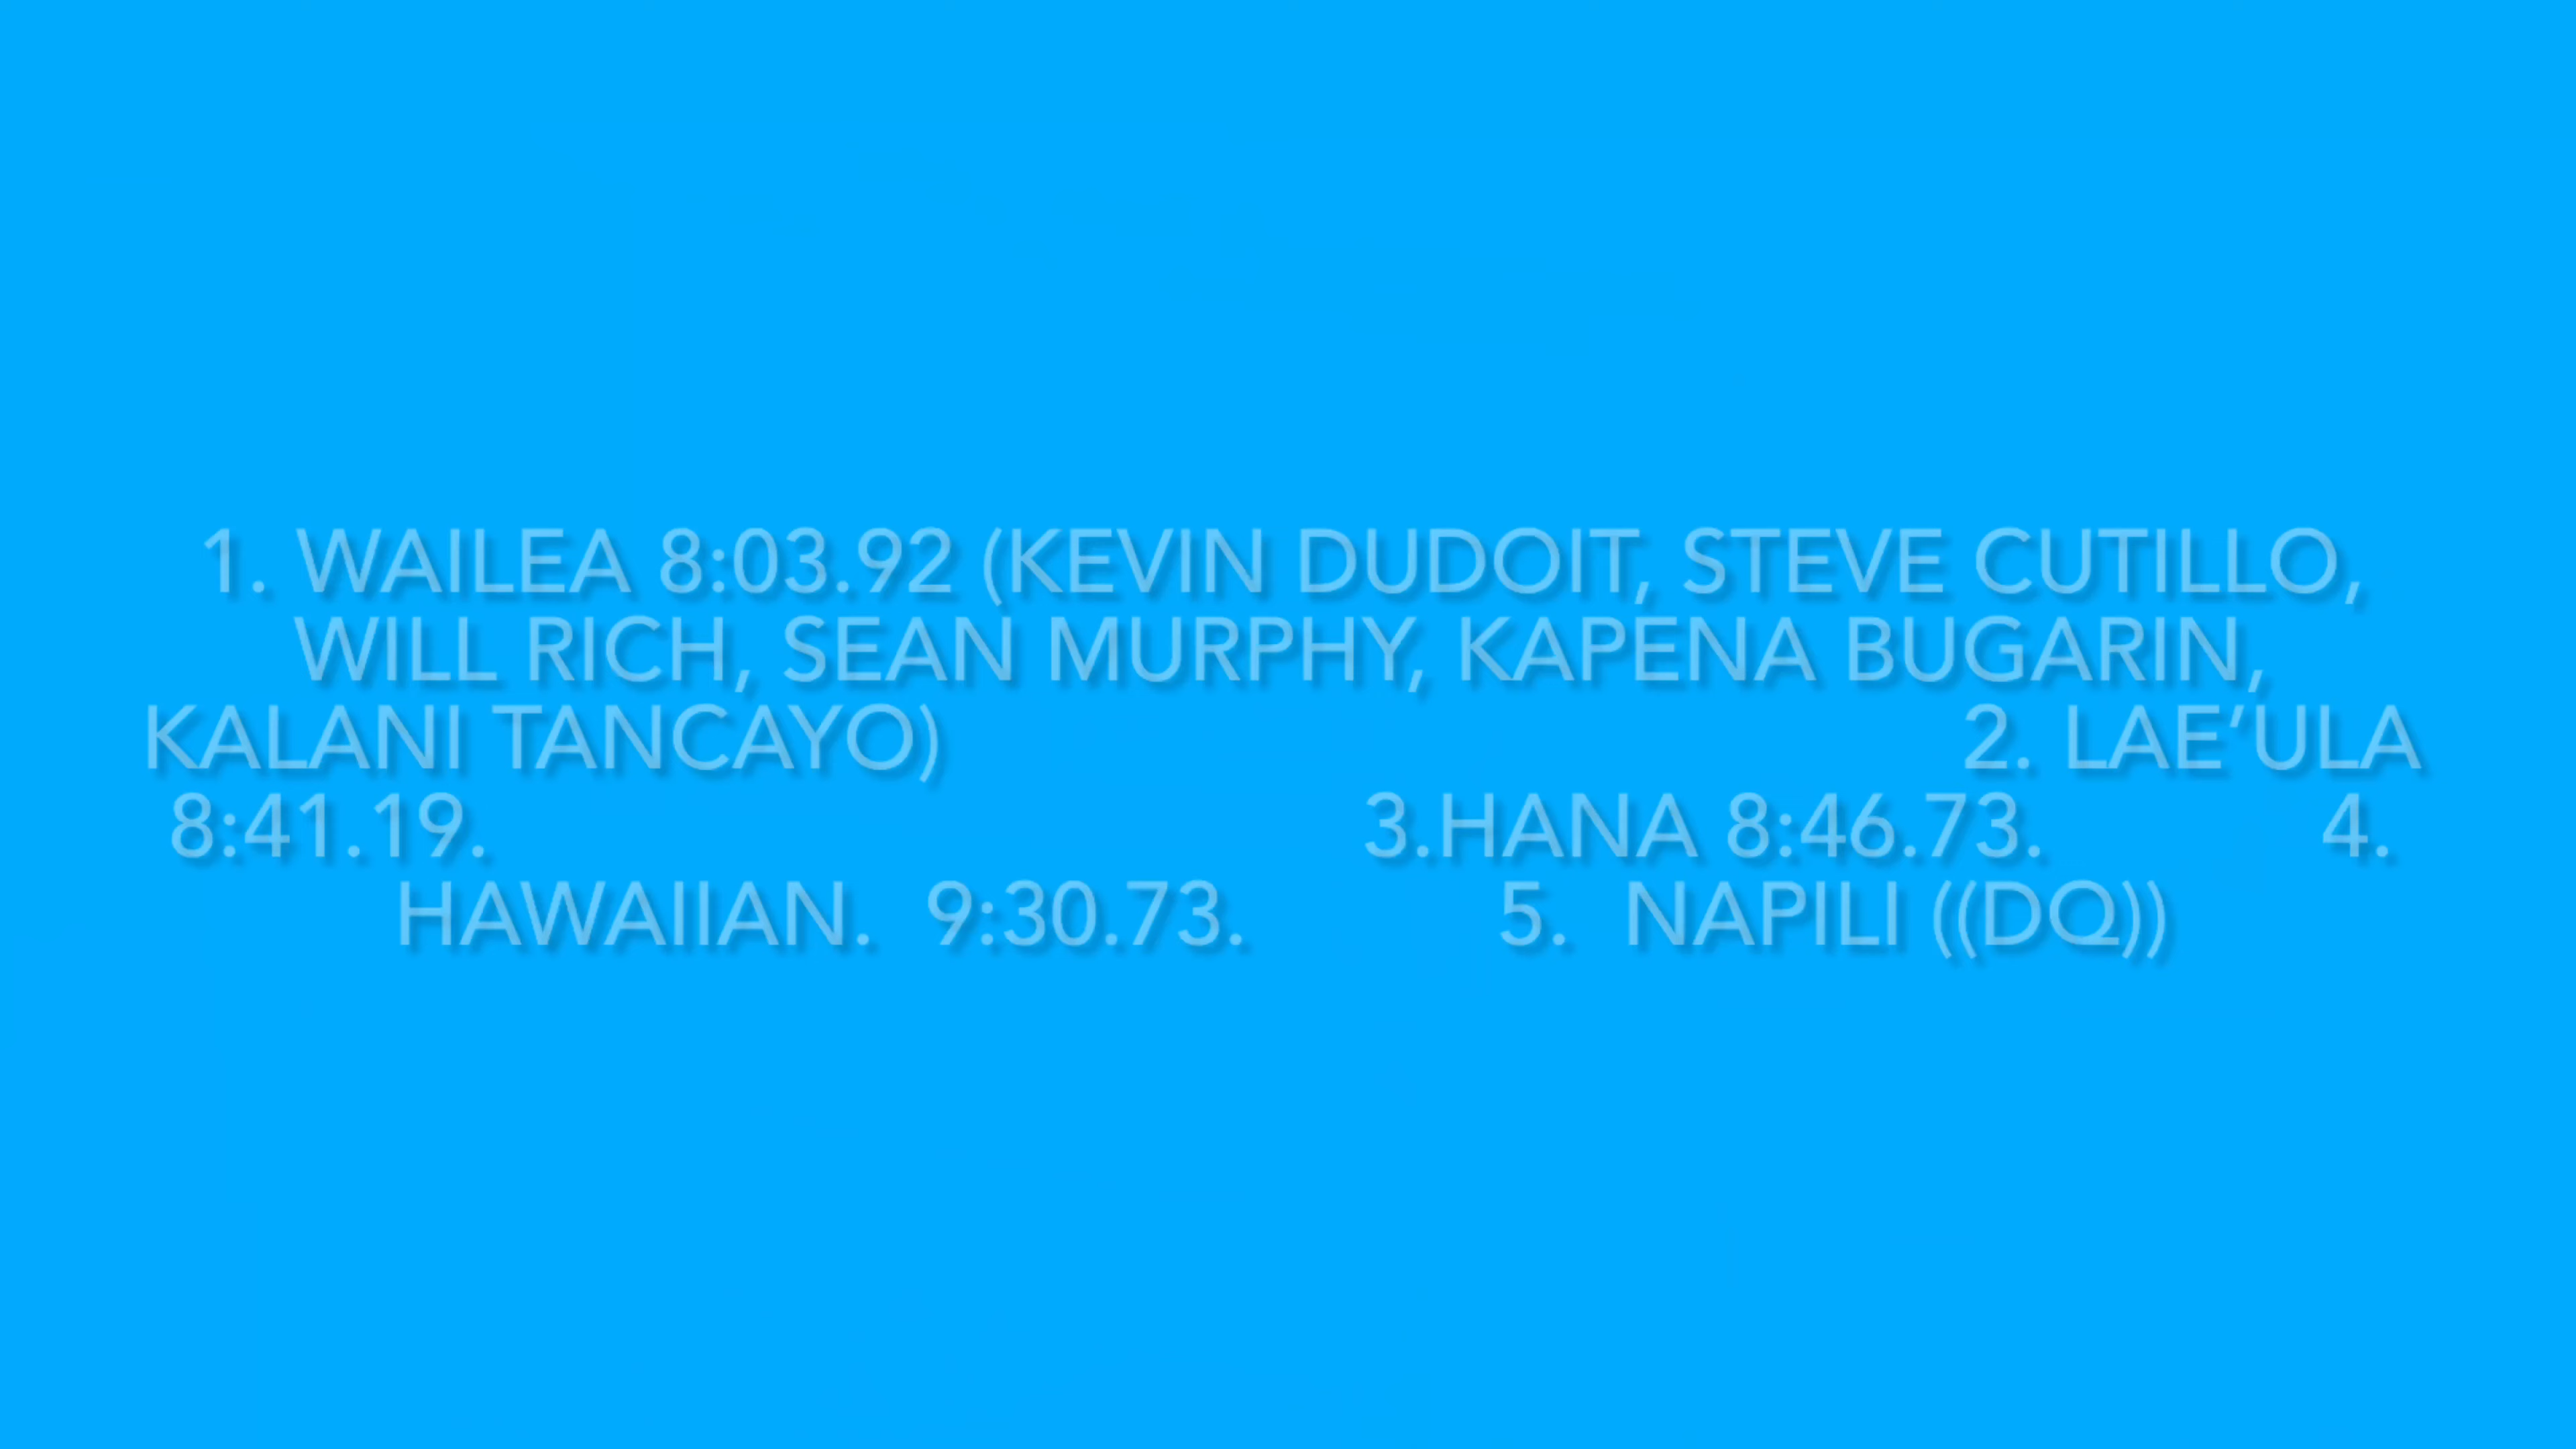 1. WAILEA 8:03.92 (KEVIN DUDOIT, STEVE CUTILLO,
WILL RICH, SEAN MURPHY, KAPENA BUGARIN,
KALANI TANCAYO) 2. LAE’ULA
8:41.19. 3.HANA 8:46.73. 4.
HAWAIIAN. 9:30.73. 5. NAPILI ((DQ))